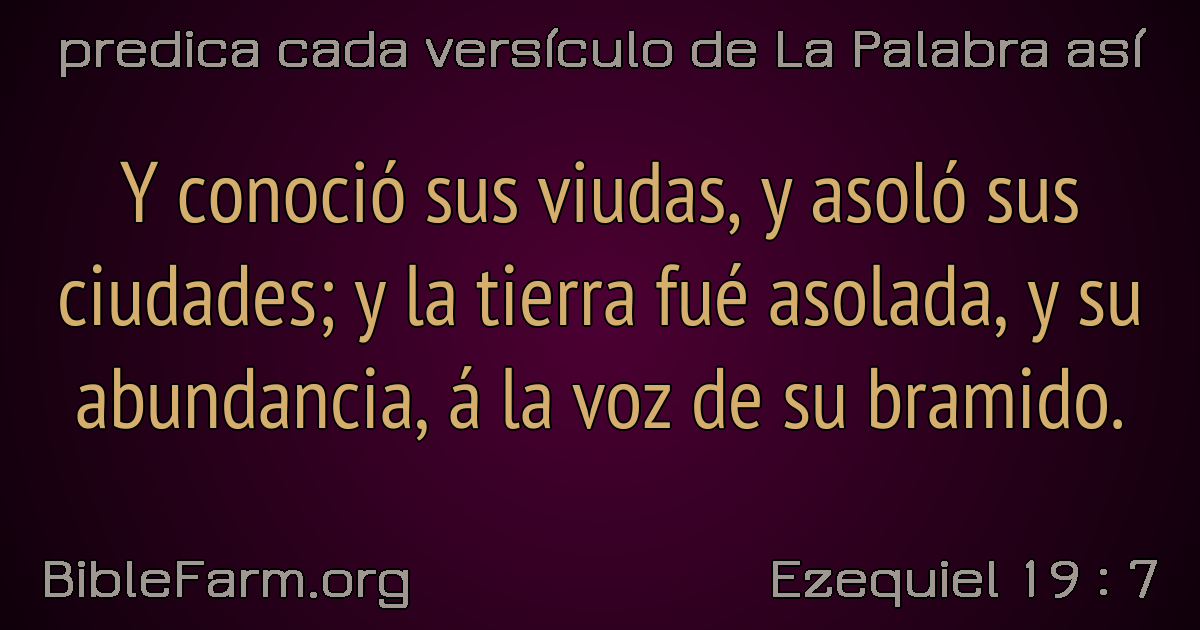 predica cada versículo de La Palabra así
Y conoció sus viudas, y asoló sus
ciudades; y la tierra fué asolada, y su
abundancia, á la voz de su bramido.
BibleFarm.org
Ezequiel 19 : 7